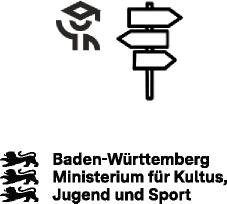 Baden-Württemberg
Ministerium für Kultus,
Jugend und Sport